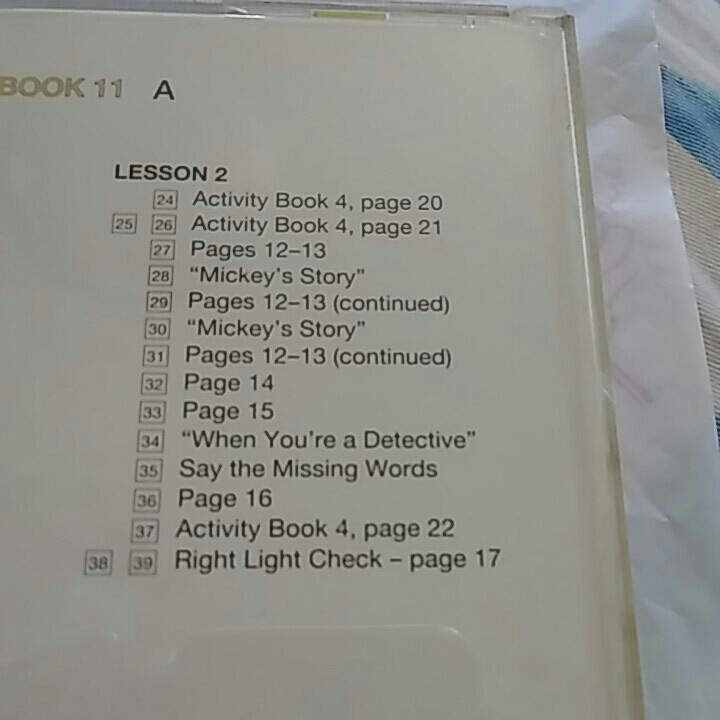 BOOK 11 A
LESSON 2
24 Activity Book 4, page 20
25 26 Activity Book 4, page 21
27 Pages 12–13
28 “Mickey’s Story”
29 Pages 12–13 (continued)
30 “Mickey’s Story”
31 Pages 12–13 (continued)
32 Page 14
33 Page 15
34 “When You’re a Detective”
35 Say the Missing Words
36 Page 16
37 Activity Book 4, page 22
38 39 Right Light Check – page 17